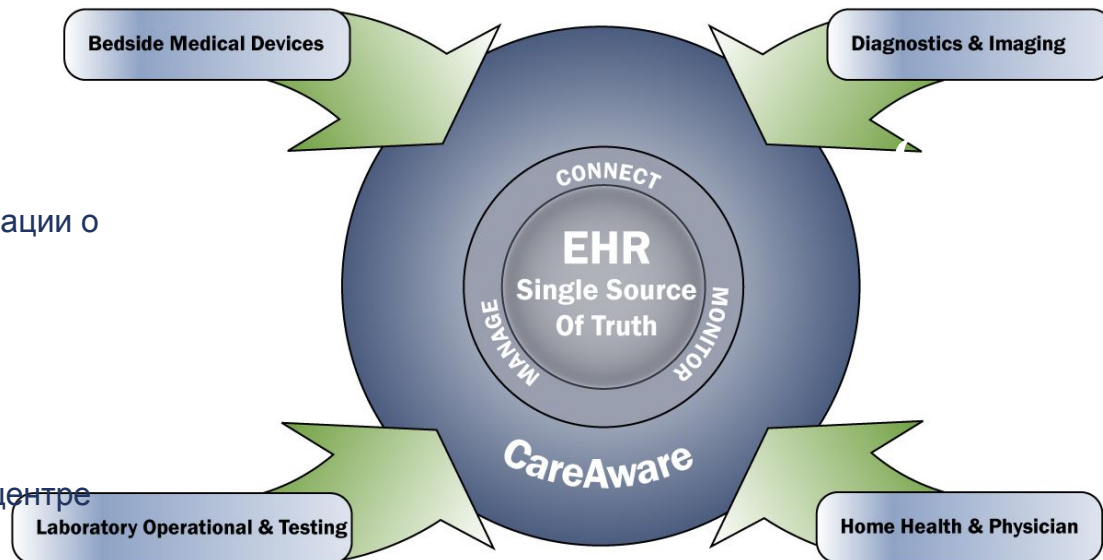 Bedside Medical Devices
Diagnostics & Imaging
CONNECT
ации о
EHR
Single Source
Of Truth
MANAGE
MONITOR
CareAware
центре
Laboratory Operational & Testing
Home Health & Physician